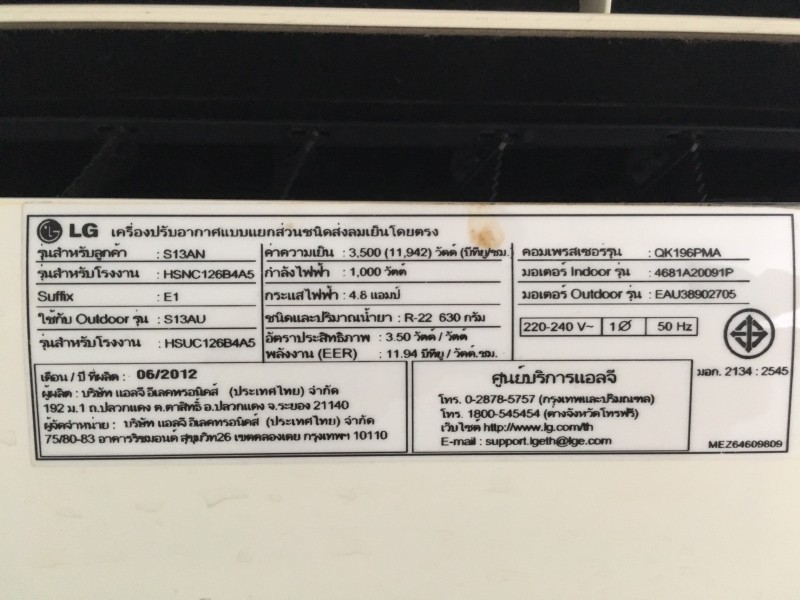 LG เครื่องปรับอากาศแบบแยกส่วนชนิดส่งลมเย็นโดยตรง
รุ่นสำหรับลูกค้า : S13AN
รุ่นสำหรับโรงงาน : HSNC126B4A5
Suffix : E1
ใช้กับ Outdoor รุ่น : S13AU
รุ่นสำหรับโรงงาน : HSUC126B4A5
ค่าความเย็น : 3,500 (11,942) วัตต์ (บีทียู/ชม.)
กำลังไฟฟ้า : 1,000 วัตต์
กระแสไฟฟ้า : 4.8 แอมป์
ชนิดและปริมาณน้ำยา : R-22 630 กรัม
อัตราประสิทธิภาพ : 3.50 วัตต์ / วัตต์
พลังงาน (EER) : 11.94 บีทียู / วัตต์.ชม.
คอมเพรสเซอร์รุ่น : QK196PMA
มอเตอร์ Indoor รุ่น : 4681A20091P
มอเตอร์ Outdoor รุ่น : EAU38902705
220-240 V~ 1Ø 50 Hz
มอก. 2134 : 2545
เดือน / ปี ที่ผลิต : 06/2012
ผู้ผลิต : บริษัท แอลจี อีเลคทรอนิคส์ (ประเทศไทย) จำกัด
192 ม.1 ถ.ปลวกแดง ต.ตาสิทธิ์ อ.ปลวกแดง จ.ระยอง 21140
ผู้จัดจำหน่าย : บริษัท แอลจี อีเลคทรอนิคส์ (ประเทศไทย) จำกัด
75/80-83 อาคารริชมอนด์ สุขุมวิท26 เขตคลองเตย กรุงเทพฯ 10110
ศูนย์บริการแอลจี
โทร. 0-2878-5757 (กรุงเทพและปริมณฑล)
โทร. 1800-545454 (ต่างจังหวัดโทรฟรี)
เว็บไซต์ http://www.lg.com/th
E-mail : support.lgeth@lge.com
MEZ64609809